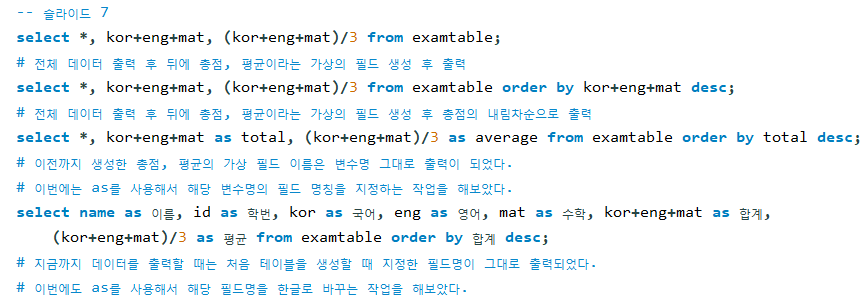 -- 슬라이드 7
select *, kor+eng+mat, (kor+eng+mat)/3 from examtable;
# 전체 데이터 출력 후 뒤에 총점, 평균이라는 가상의 필드 생성 후 출력
select *, kor+eng+mat, (kor+eng+mat)/3 from examtable order by kor+eng+mat desc;
# 전체 데이터 출력 후 뒤에 총점, 평균이라는 가상의 필드 생성 후 총점의 내림차순으로 출력
select *, kor+eng+mat as total, (kor+eng+mat)/3 as average from examtable order by total desc;
# 이전까지 생성한 총점, 평균의 가상 필드 이름은 변수명 그대로 출력이 되었다.
# 이번에는 as를 사용해서 해당 변수명의 필드 명칭을 지정하는 작업을 해보았다.
select name as 이름, id as 학번, kor as 국어, eng as 영어, mat as 수학, kor+eng+mat as 합계,
(kor+eng+mat)/3 as 평균 from examtable order by 합계 desc;
# 지금까지 데이터를 출력할 때는 처음 테이블을 생성할 때 지정한 필드명이 그대로 출력되었다.
# 이번에도 as를 사용해서 해당 필드명을 한글로 바꾸는 작업을 해보았다.